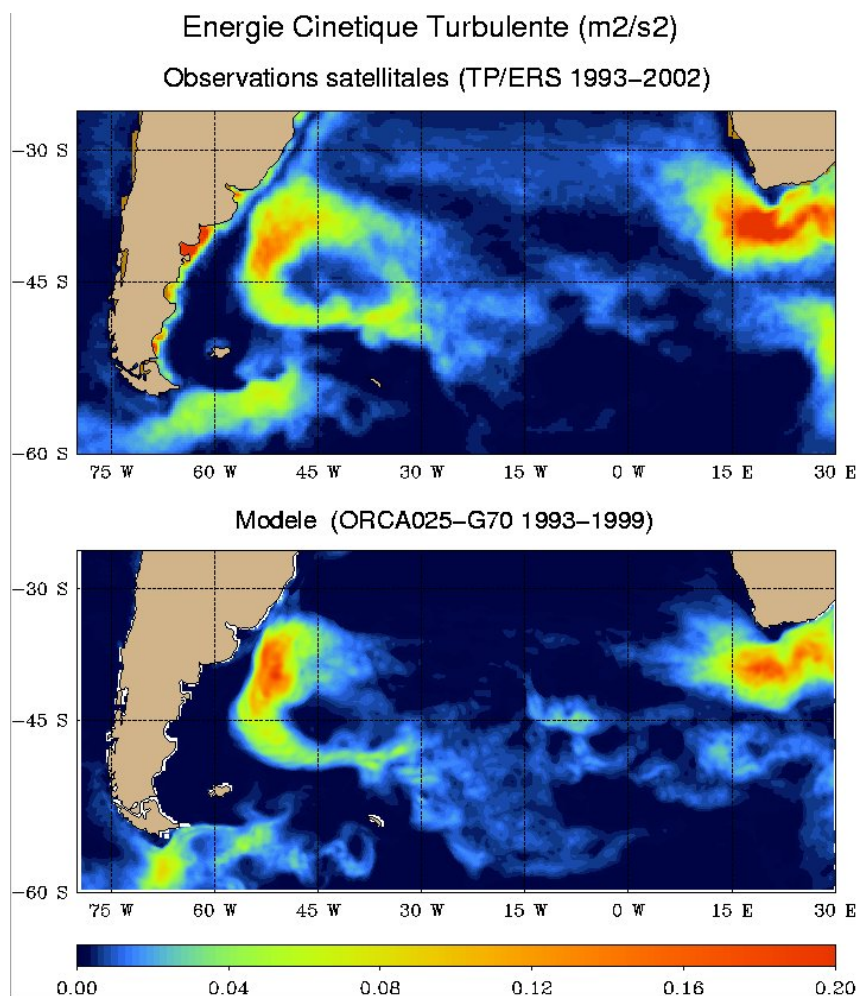 Energie Cinetique Turbulente (m2/s2)
Observations satellitales (TP/ERS 1993-2002)
-30 S
-45 S
-60 S
75 W 60 W 45 W 30 W 15 W 0 W 15 E 30 E
Modele (ORCA025-G70 1993-1999)
-30 S
-45 S
-60 S
75 W 60 W 45 W 30 W 15 W 0 W 15 E 30 E
0.00 0.04 0.08 0.12 0.16 0.20